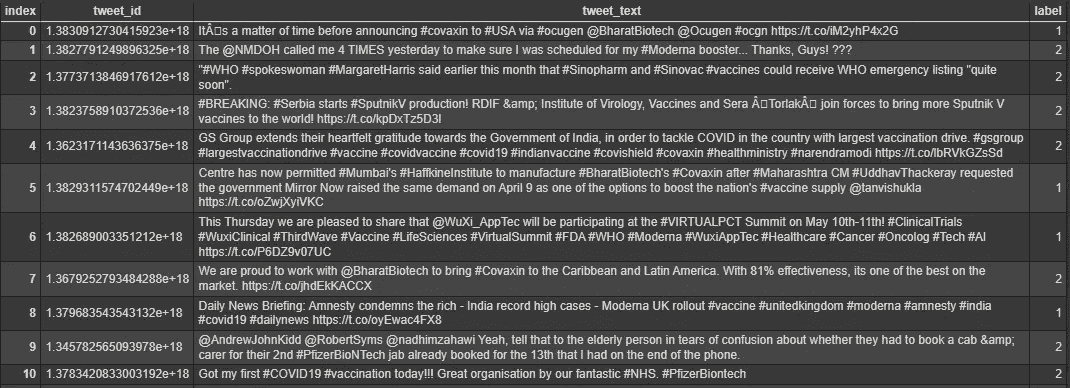 index tweet_id tweet_text label
0 1.3830912730415923e+18 ItÂ�s a matter of time before announcing #covaxin to #USA via #ocugen @BharatBiotech @Ocugen #ocgn https://t.co/iM2yhP4x2G 1
1 1.3827791249896325e+18 The @NMDOH called me 4 TIMES yesterday to make sure I was scheduled for my #Moderna booster... Thanks, Guys! ??? 2
"#WHO #spokeswoman #MargaretHarris said earlier this month that #Sinopharm and #Sinovac #vaccines could receive WHO emergency listing "quite
2 1.3773713846917612e+18 2
soon".
#BREAKING: #Serbia starts #SputnikV production! RDIF &amp; Institute of Virology, Vaccines and Sera Â�TorlakÂ� join forces to bring more Sputnik V
3 1.3823758910372536e+18 2
vaccines to the world! https://t.co/kpDxTz5D3I
GS Group extends their heartfelt gratitude towards the Government of India, in order to tackle COVID in the country with largest vaccination drive. #gsgroup
4 1.3623171143636375e+18 2
#largestvaccinationdrive #vaccine #covidvaccine #covid19 #indianvaccine #covishield #covaxin #healthministry #narendramodi https://t.co/lbRVkGZsSd
Centre has now permitted #Mumbai's #HaffkineInstitute to manufacture #BharatBiotech's #Covaxin after #Maharashtra CM #UddhavThackeray requested
5 1.3829311574702449e+18 the government Mirror Now raised the same demand on April 9 as one of the options to boost the nation's #vaccine supply @tanvishukla 1
https://t.co/oZwjXyiVKC
This Thursday we are pleased to share that @WuXi_AppTec will be participating at the #VIRTUALPCT Summit on May 10th-11th! #ClinicalTrials
6 1.382689003351212e+18 #WuxiClinical #ThirdWave #Vaccine #LifeSciences #VirtualSummit #FDA #WHO #Moderna #WuxiAppTec #Healthcare #Cancer #Oncolog #Tech #AI 1
https://t.co/P6DZ9v07UC
We are proud to work with @BharatBiotech to bring #Covaxin to the Caribbean and Latin America. With 81% effectiveness, its one of the best on the
7 1.3679252793484288e+18 2
market. https://t.co/jhdEkKACCX
Daily News Briefing: Amnesty condemns the rich - India record high cases - Moderna UK rollout #vaccine #unitedkingdom #moderna #amnesty #india
8 1.379683543543132e+18 1
#covid19 #dailynews https://t.co/oyEwac4FX8
@AndrewJohnKidd @RobertSyms @nadhimzahawi Yeah, tell that to the elderly person in tears of confusion about whether they had to book a cab &amp;
9 1.345782565093978e+18 2
carer for their 2nd #PfizerBioNTech jab already booked for the 13th that I had on the end of the phone.
10 1.3783420833003192e+18 Got my first #COVID19 #vaccination today!!! Great organisation by our fantastic #NHS. #PfizerBiontech 2